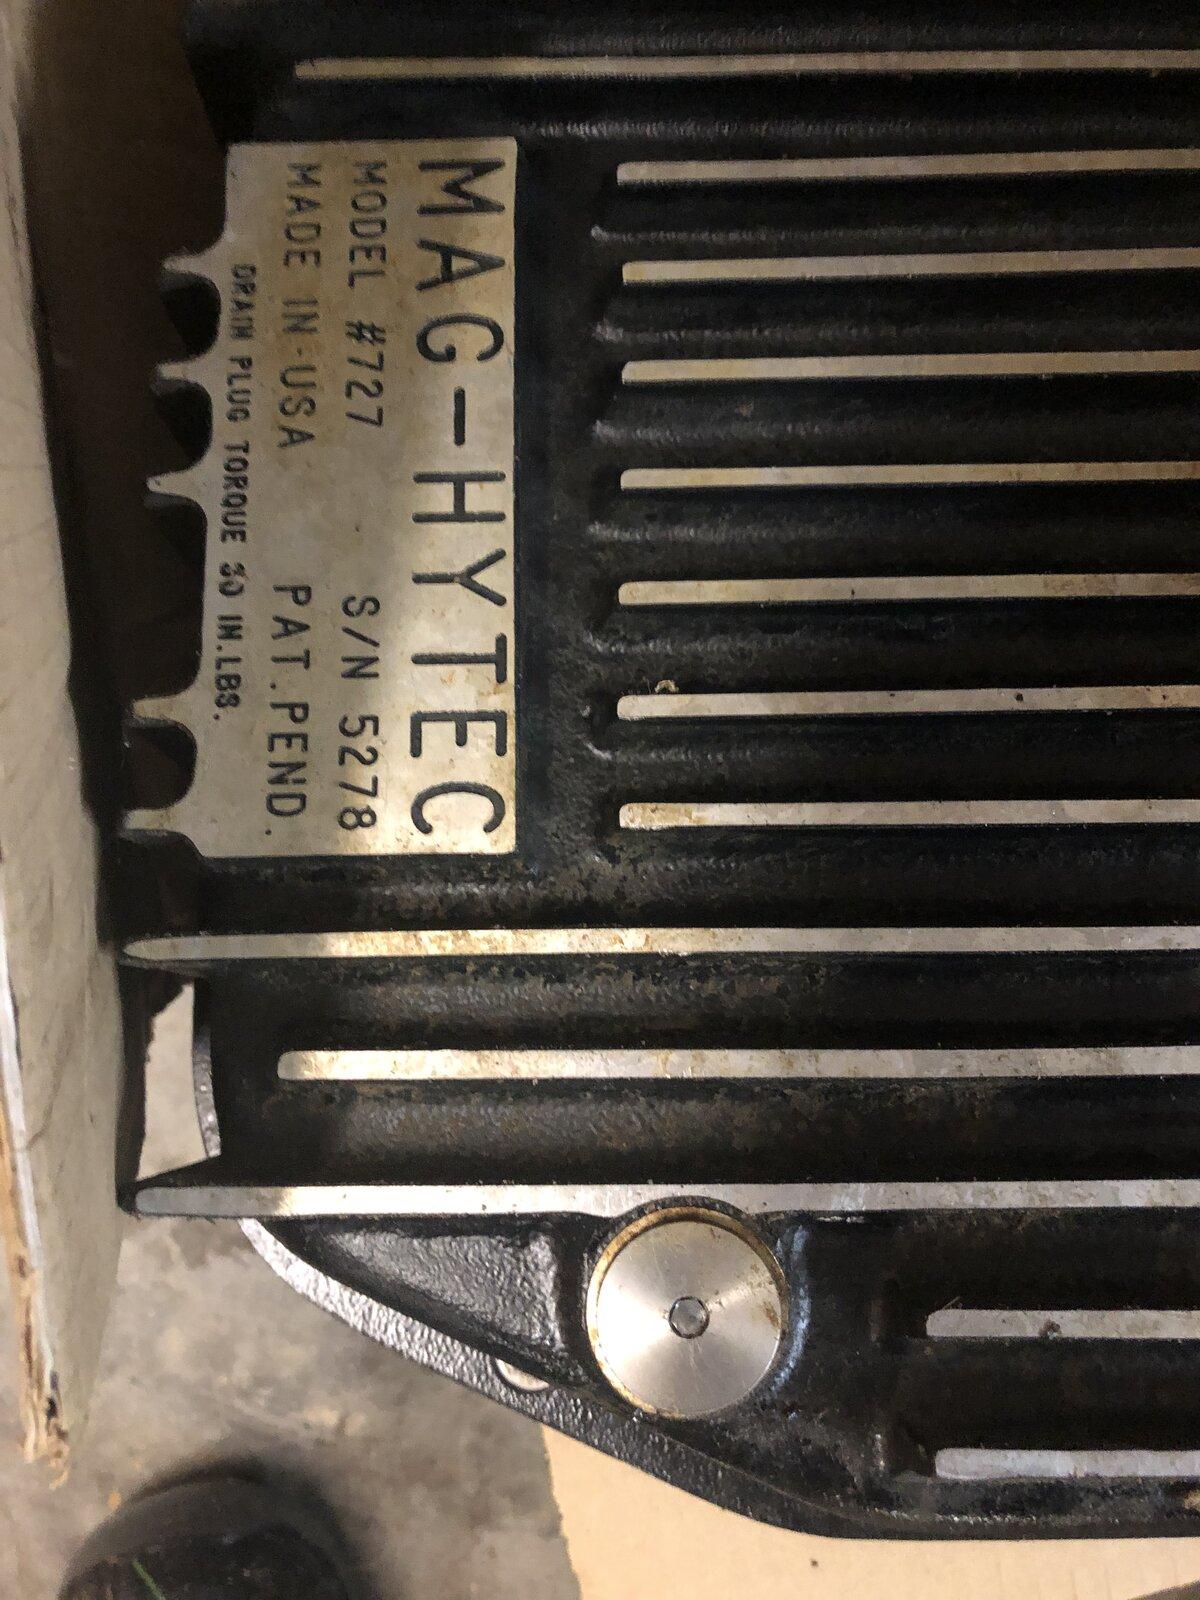 MAG-HYTEC
MODEL #727 S/N 5278
MADE IN USA PAT. PEND.
DRAIN PLUG TORQUE 30 IN.LBS.